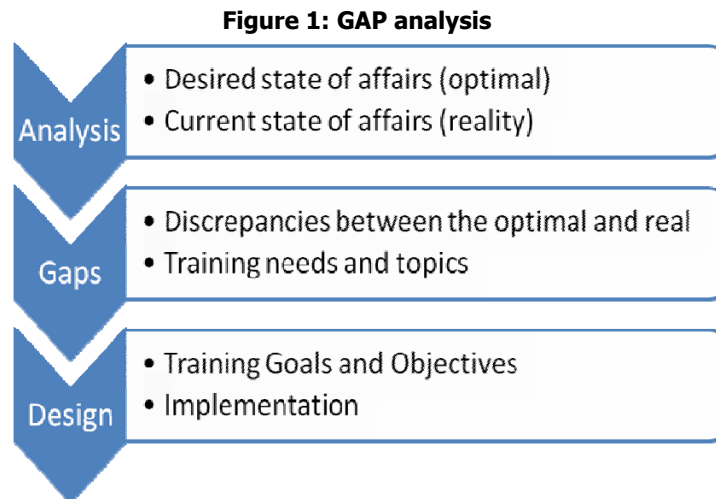 Figure 1: GAP analysis
Analysis
• Desired state of affairs (optimal)
• Current state of affairs (reality)
Gaps
• Discrepancies between the optimal and real
• Training needs and topics
Design
• Training Goals and Objectives
• Implementation